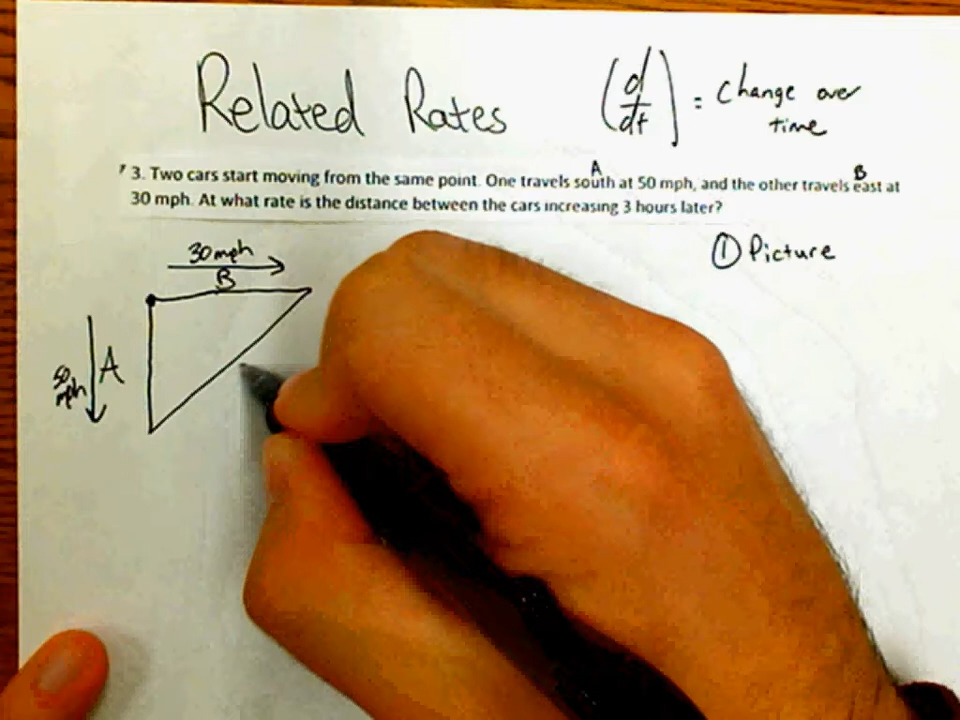 Related Rates (d/dt) = Change over
time
A B
3. Two cars start moving from the same point. One travels south at 50 mph, and the other travels east at
30 mph. At what rate is the distance between the cars increasing 3 hours later?
① Picture
30mph
B
50
mph
A